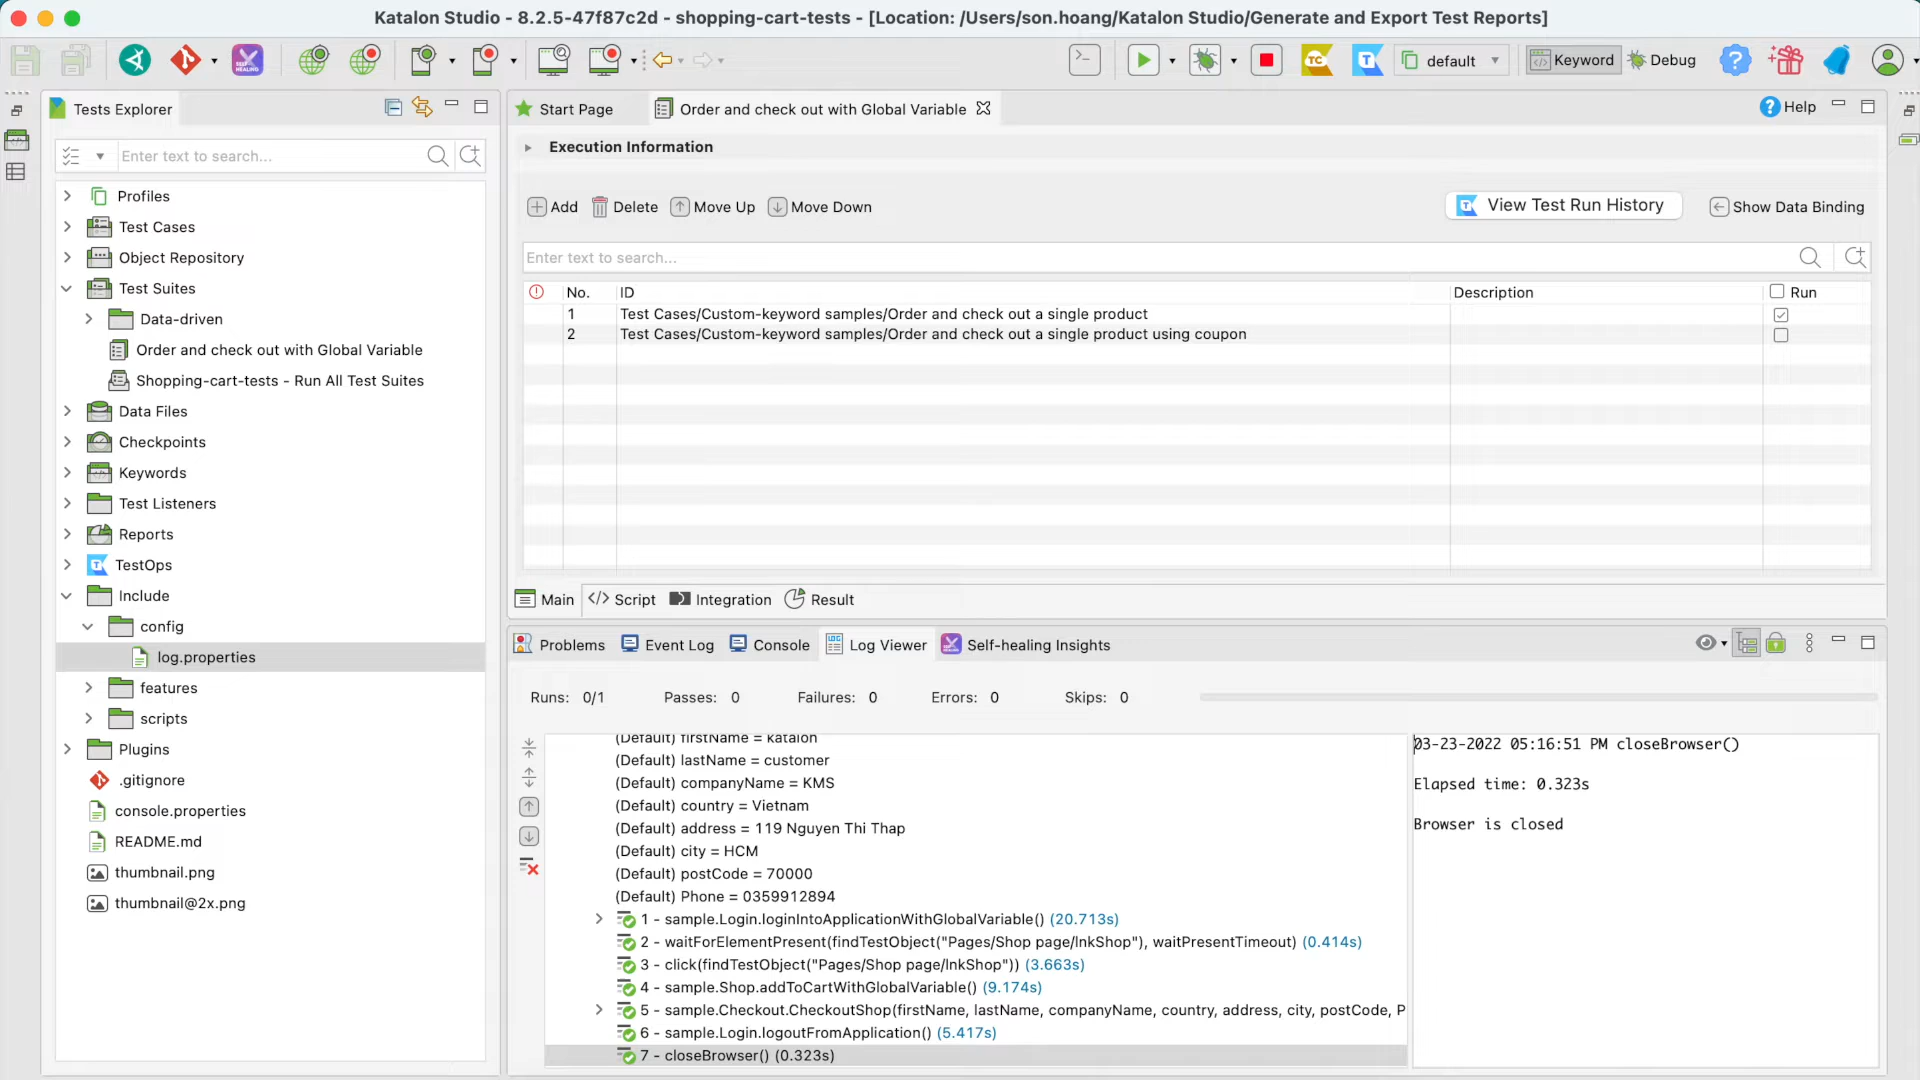 Katalon Studio - 8.2.5-47f87c2d - shopping-cart-tests - [Location: /Users/son.hoang/Katalon Studio/Generate and Export Test Reports]
SELF-HEALING
TC
T
default
Keyword
Debug
Tests Explorer
Start Page
Order and check out with Global Variable
Help
Enter text to search...
Execution Information
Profiles
Test Cases
Object Repository
Test Suites
Data-driven
Order and check out with Global Variable
Shopping-cart-tests - Run All Test Suites
Data Files
Checkpoints
Keywords
Test Listeners
Reports
TestOps
Include
config
log.properties
features
scripts
Plugins
.gitignore
console.properties
README.md
thumbnail.png
thumbnail@2x.png
Add
Delete
Move Up
Move Down
View Test Run History
Show Data Binding
Enter text to search...
No. ID Description Run
1 Test Cases/Custom-keyword samples/Order and check out a single product
2 Test Cases/Custom-keyword samples/Order and check out a single product using coupon
Main
Script
Integration
Result
Problems
Event Log
Console
Log Viewer
Self-healing Insights
Runs: 0/1 Passes: 0 Failures: 0 Errors: 0 Skips: 0
(Default) firstName = katalon
(Default) lastName = customer
(Default) companyName = KMS
(Default) country = Vietnam
(Default) address = 119 Nguyen Thi Thap
(Default) city = HCM
(Default) postCode = 70000
(Default) Phone = 0359912894
1 - sample.Login.loginIntoApplicationWithGlobalVariable() (20.713s)
2 - waitForElementPresent(findTestObject("Pages/Shop page/lnkShop"), waitPresentTimeout) (0.414s)
3 - click(findTestObject("Pages/Shop page/lnkShop")) (3.663s)
4 - sample.Shop.addToCartWithGlobalVariable() (9.174s)
5 - sample.Checkout.CheckoutShop(firstName, lastName, companyName, country, address, city, postCode, P
6 - sample.Login.logoutFromApplication() (5.417s)
7 - closeBrowser() (0.323s)
03-23-2022 05:16:51 PM closeBrowser()
Elapsed time: 0.323s
Browser is closed